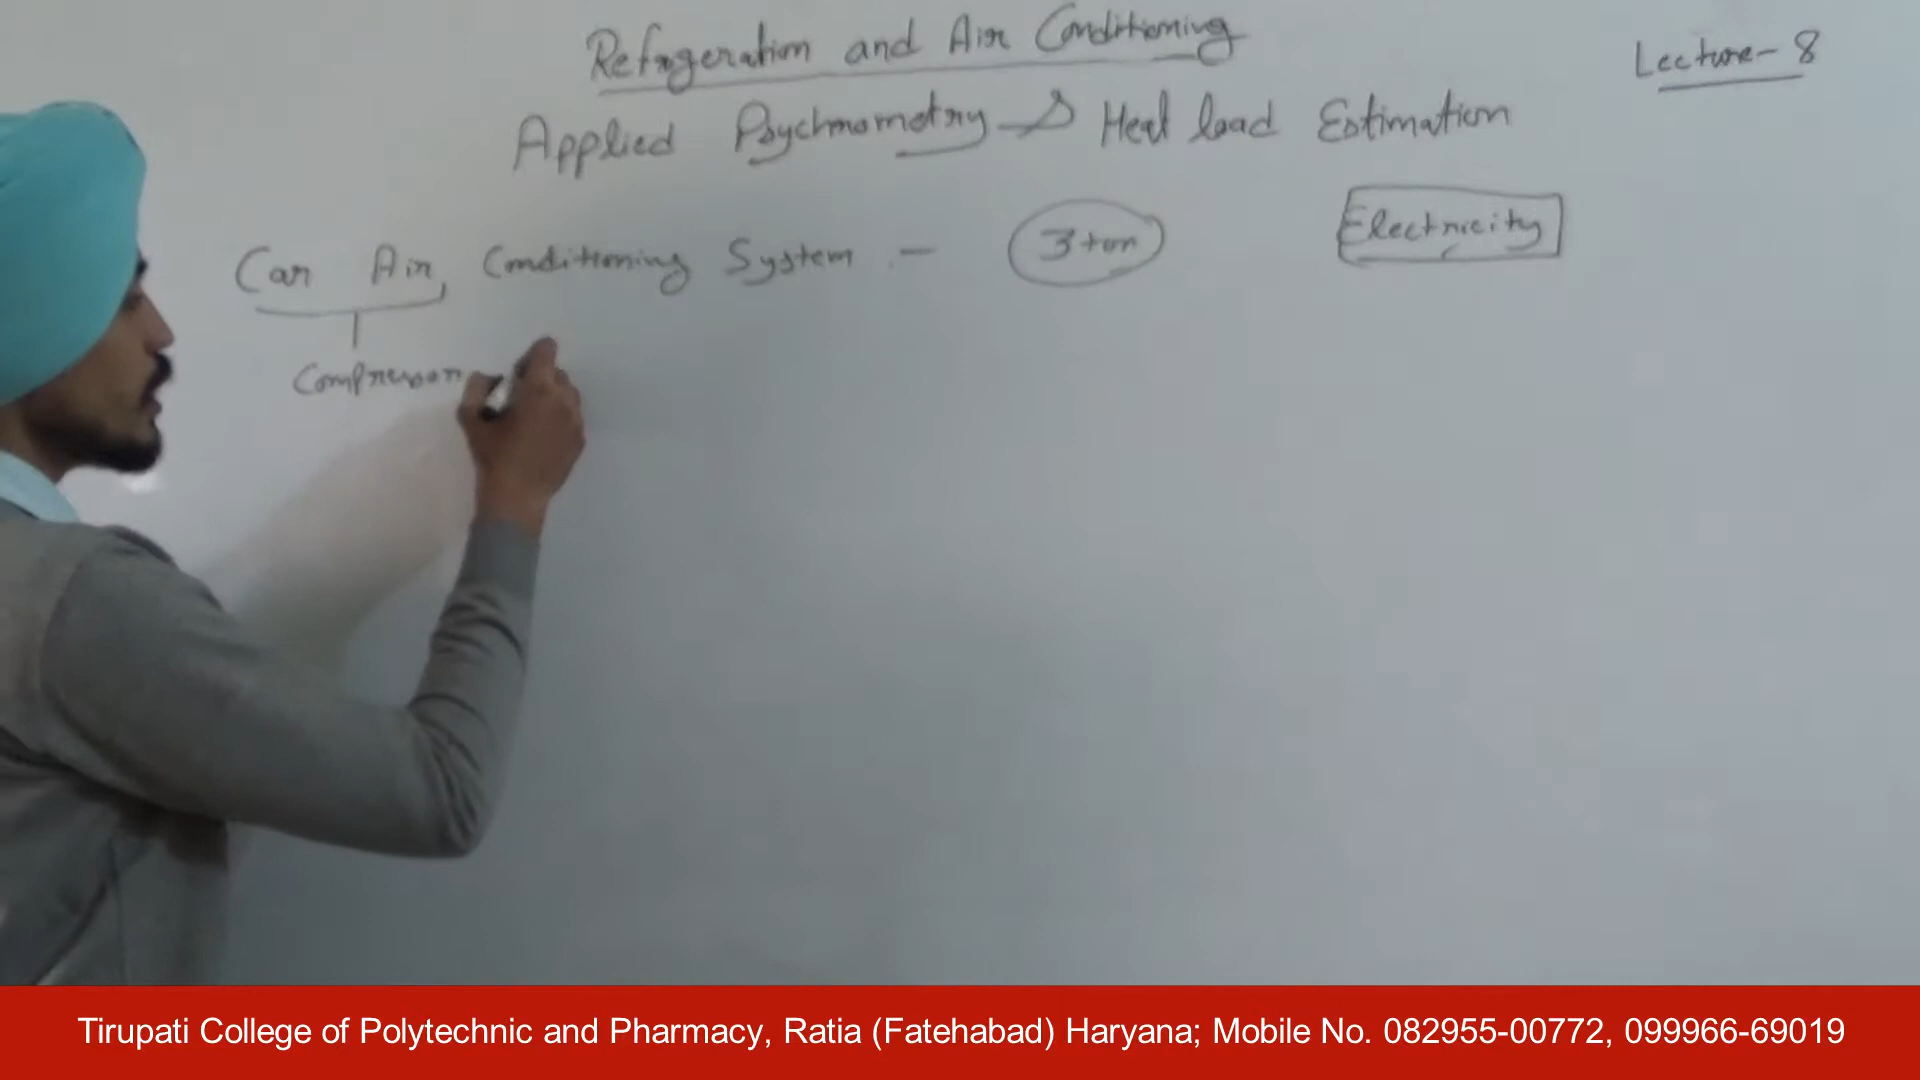 Refrigeration and Air Conditioning
Lecture-8
Applied Psychrometry & Heat load Estimation
Car Air Conditioning System - 3 ton Electricity
Compressor
Tirupati College of Polytechnic and Pharmacy, Ratia (Fatehabad) Haryana; Mobile No. 082955-00772, 099966-69019